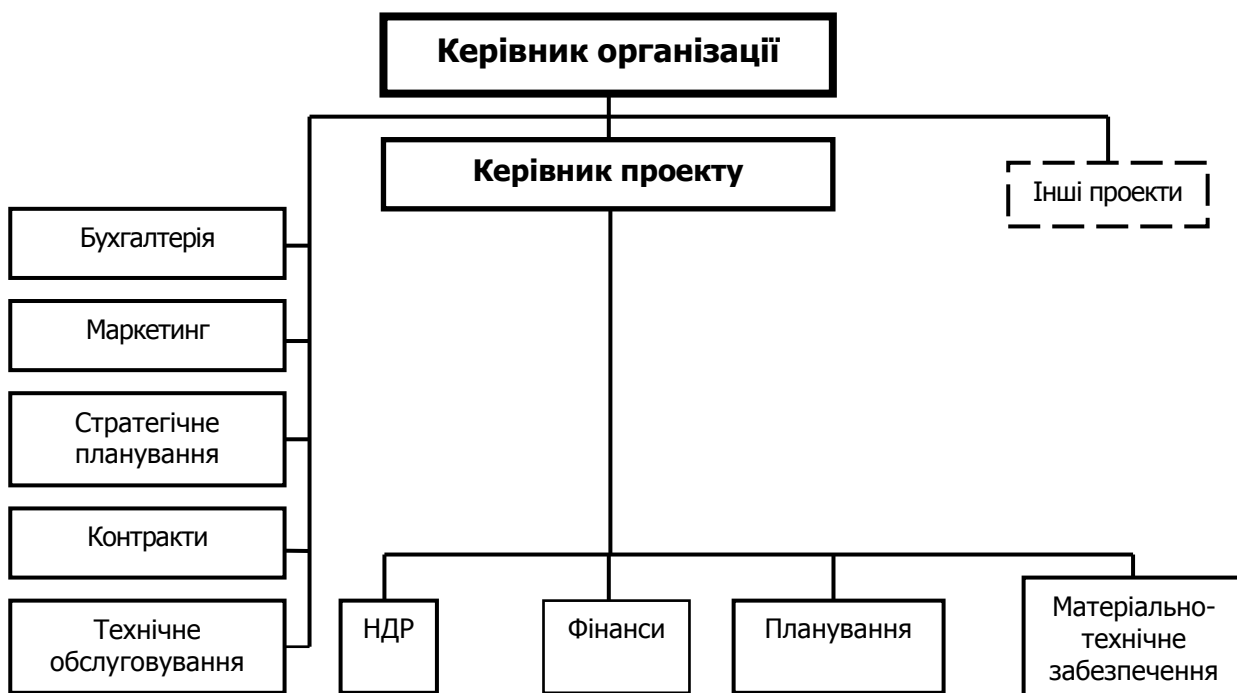 Керівник організації
Керівник проекту
Інші проекти
Бухгалтерія
Маркетинг
Стратегічне
планування
Контракти
Технічне
обслуговування
НДР
Фінанси
Планування
Матеріально-
технічне
забезпечення